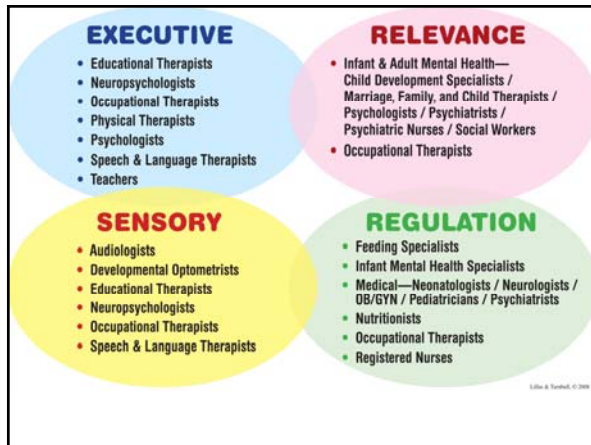 EXECUTIVE
• Educational Therapists
• Neuropsychologists
• Occupational Therapists
• Physical Therapists
• Psychologists
• Speech & Language Therapists
• Teachers
RELEVANCE
• Infant & Adult Mental Health—
Child Development Specialists /
Marriage, Family, and Child Therapists /
Psychologists / Psychiatrists /
Psychiatric Nurses / Social Workers
• Occupational Therapists
SENSORY
• Audiologists
• Developmental Optometrists
• Educational Therapists
• Neuropsychologists
• Occupational Therapists
• Speech & Language Therapists
REGULATION
• Feeding Specialists
• Infant Mental Health Specialists
• Medical—Neonatologists / Neurologists /
OB/GYN / Pediatricians / Psychiatrists
• Nutritionists
• Occupational Therapists
• Registered Nurses
Lillas & Turnbull, © 2008